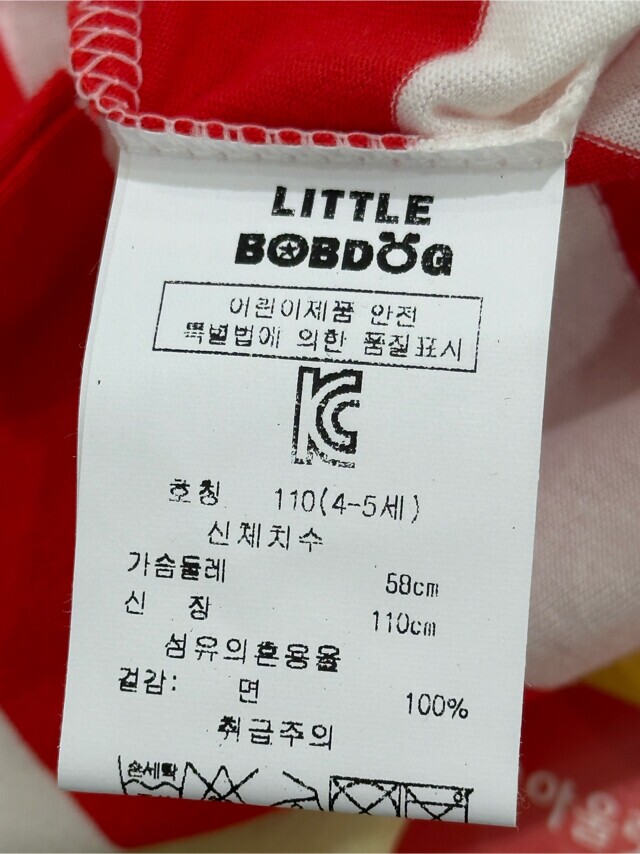 LITTLE
BOBDOG
어린이제품 안전
특별법에 의한 품질표시
호칭 110(4-5세)
신체치수
가슴둘레 58cm
신 장 110cm
섬유의혼용율
겉감: 면 100%
취급주의
손세탁
아울